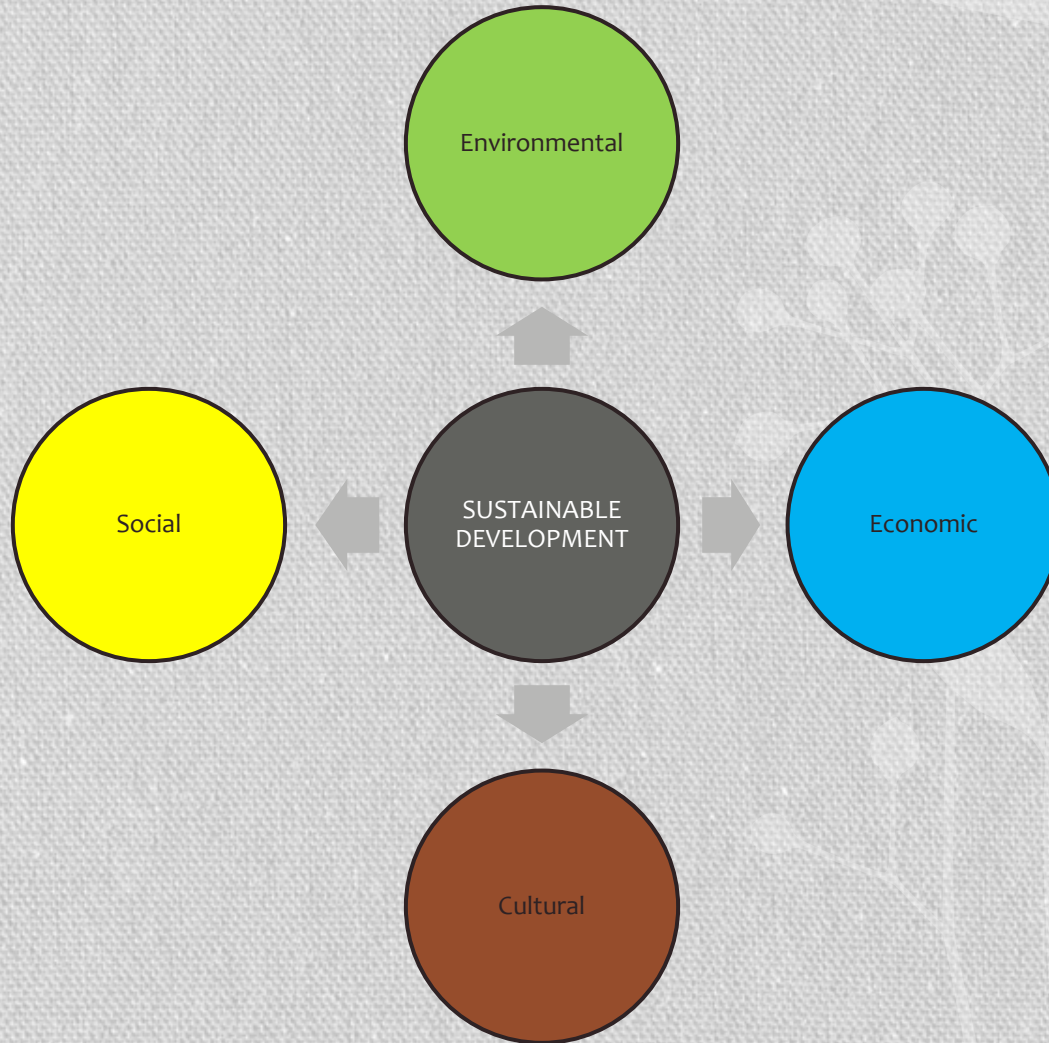 Environmental
Social
SUSTAINABLE
DEVELOPMENT
Economic
Cultural